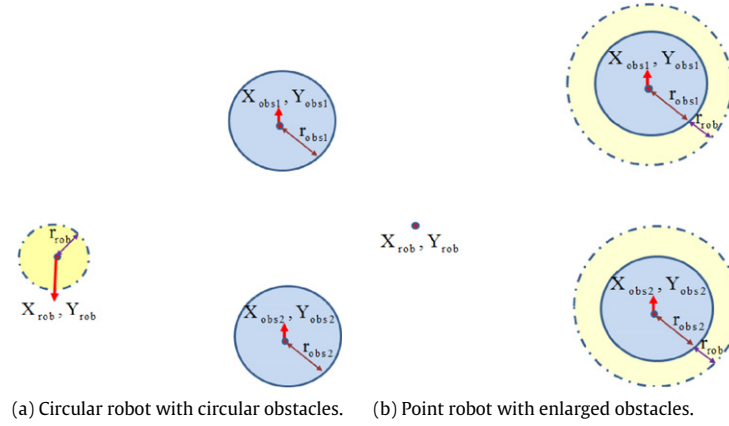 X obs1 , Y obs1
r obs1
X obs1 , Y obs1
r obs1
r rob
r rob
X rob , Y rob
X rob , Y rob
X obs2 , Y obs2
r obs2
X obs2 , Y obs2
r obs2
r rob
(a) Circular robot with circular obstacles.
(b) Point robot with enlarged obstacles.